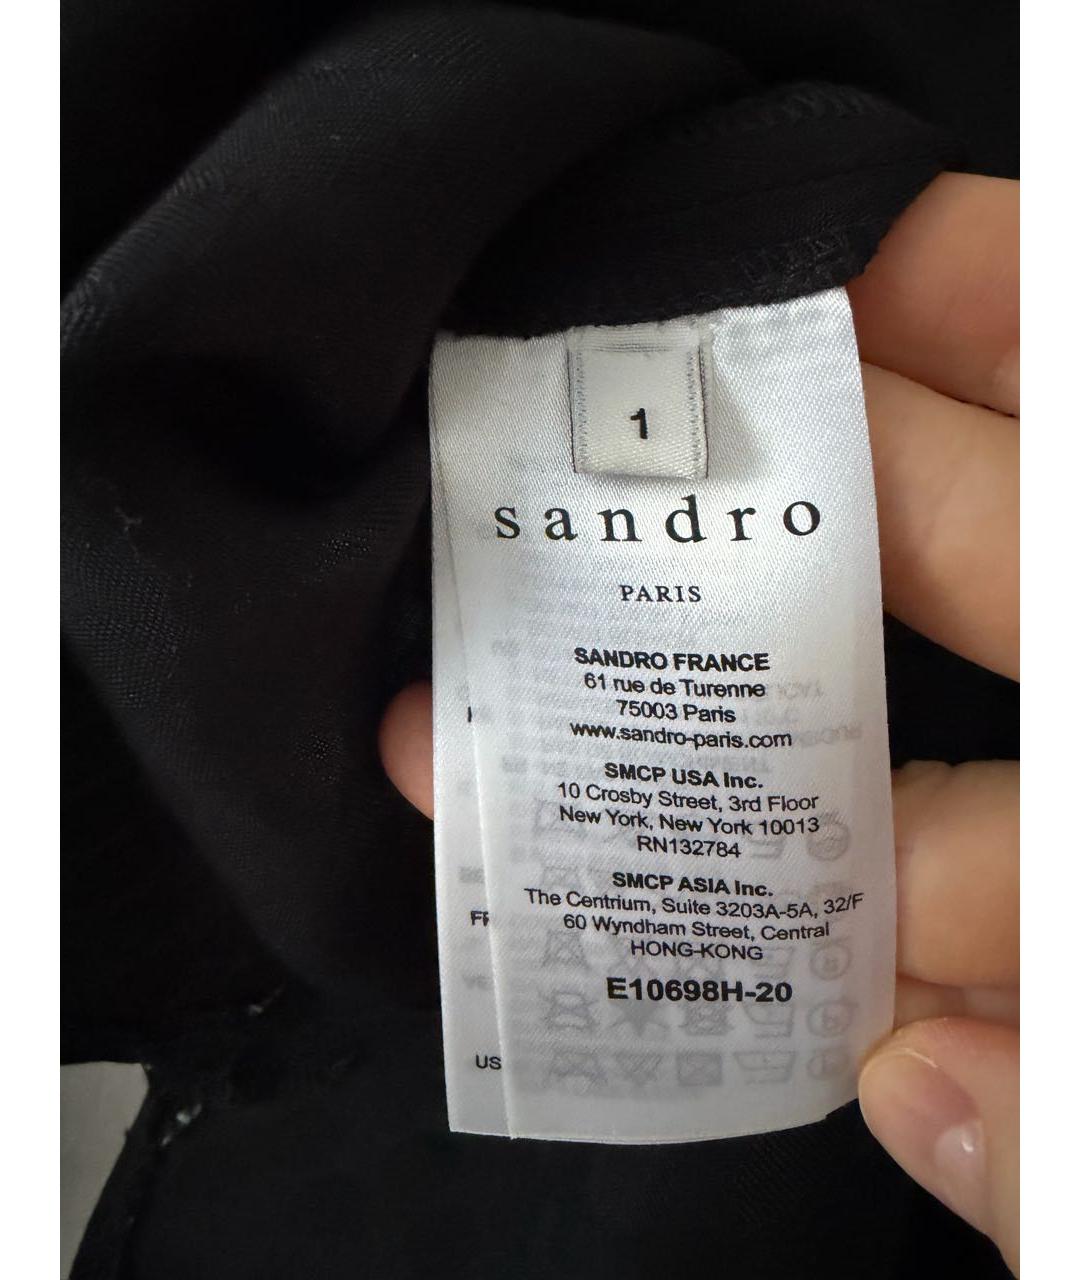 1
sandro
PARIS
SANDRO FRANCE
61 rue de Turenne
75003 Paris
www.sandro-paris.com
SMCP USA Inc.
10 Crosby Street, 3rd Floor
New York, New York 10013
RN132784
SMCP ASIA Inc.
The Centrium, Suite 3203A-5A, 32/F
60 Wyndham Street, Central
HONG-KONG
E10698H-20
FR
US